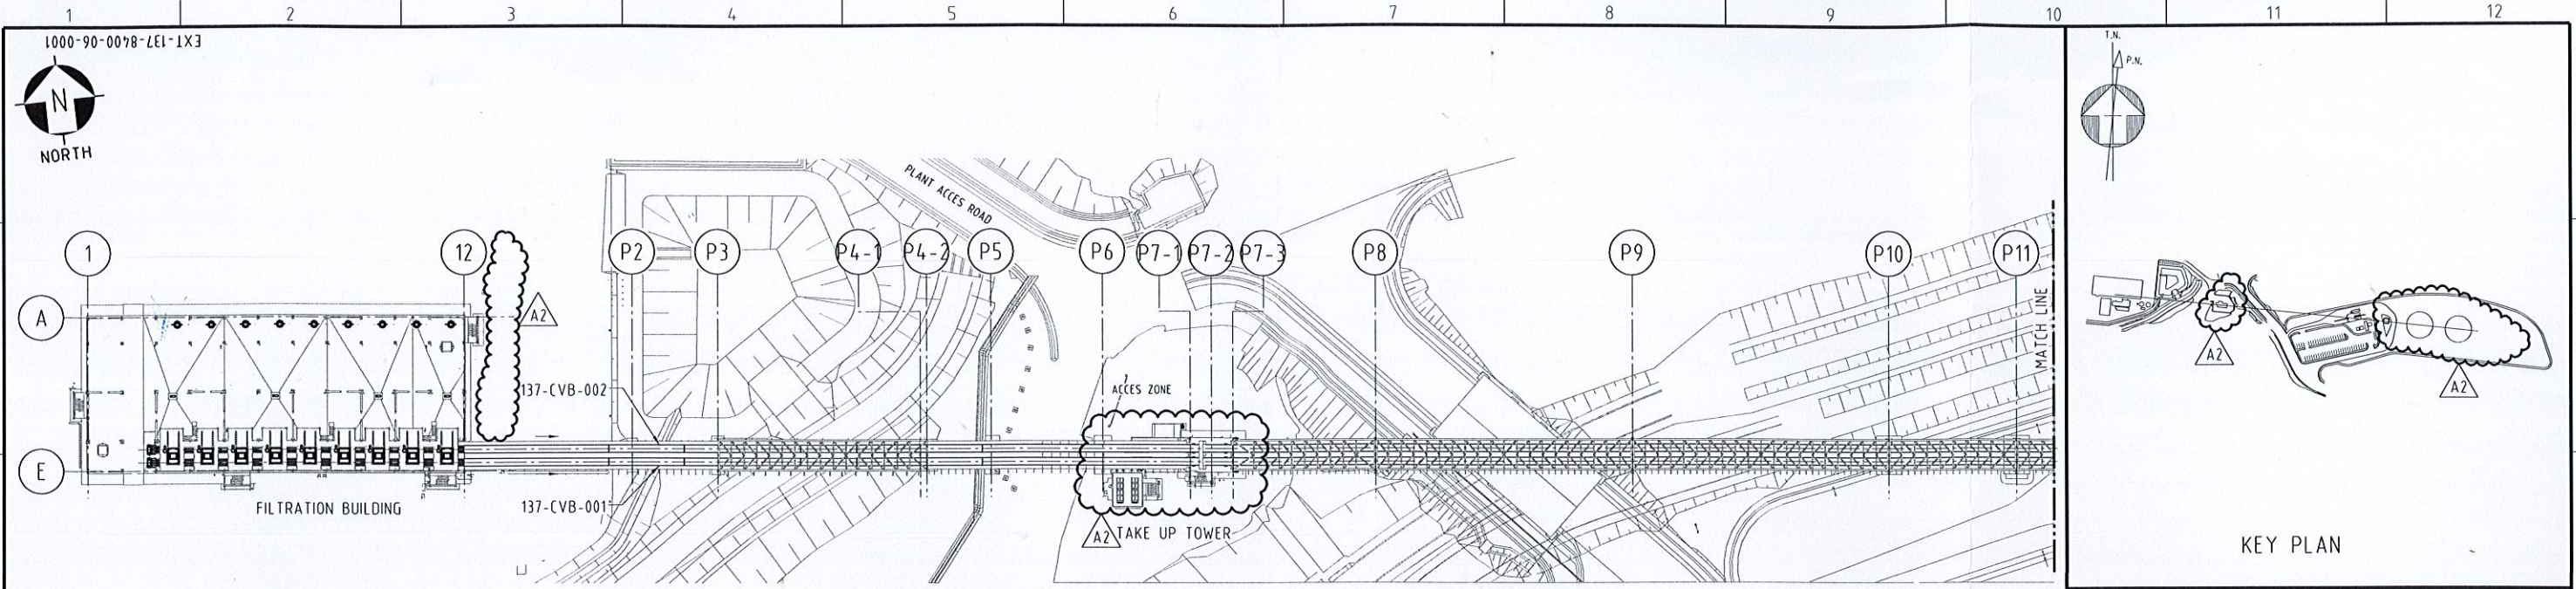 1 2 3 4 5 6 7 8 9 10 11 12
EXT-137-8400-06-0001
N
NORTH
T.N.
P.N.
PLANT ACCES ROAD
1 12 P2 P3 P4-1 P4-2 P5 P6 P7-1 P7-2 P7-3 P8 P9 P10 P11
A
A2
MATCH LINE
A2
A2
137-CVB-002
ACCES ZONE
E
137-CVB-001
FILTRATION BUILDING
A2 TAKE UP TOWER
KEY PLAN